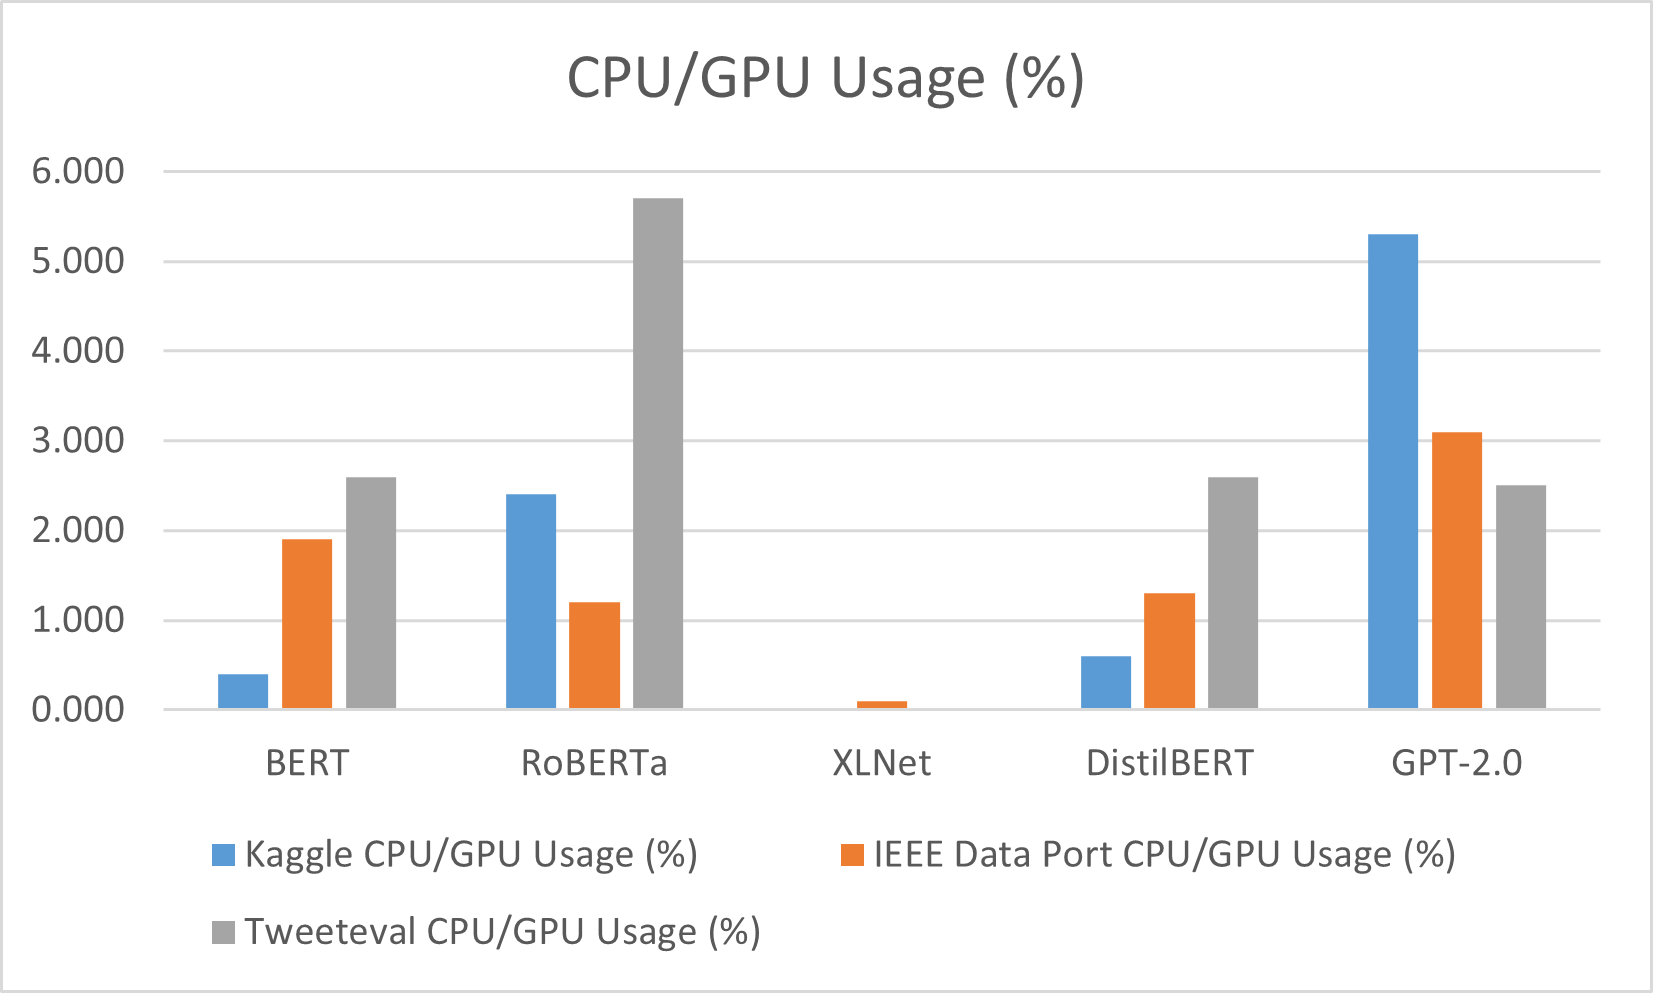 CPU/GPU Usage (%)
6.000
5.000
4.000
3.000
2.000
1.000
0.000
BERT RoBERTa XLNet DistilBERT GPT-2.0
Kaggle CPU/GPU Usage (%) IEEE Data Port CPU/GPU Usage (%)
Tweeteval CPU/GPU Usage (%)